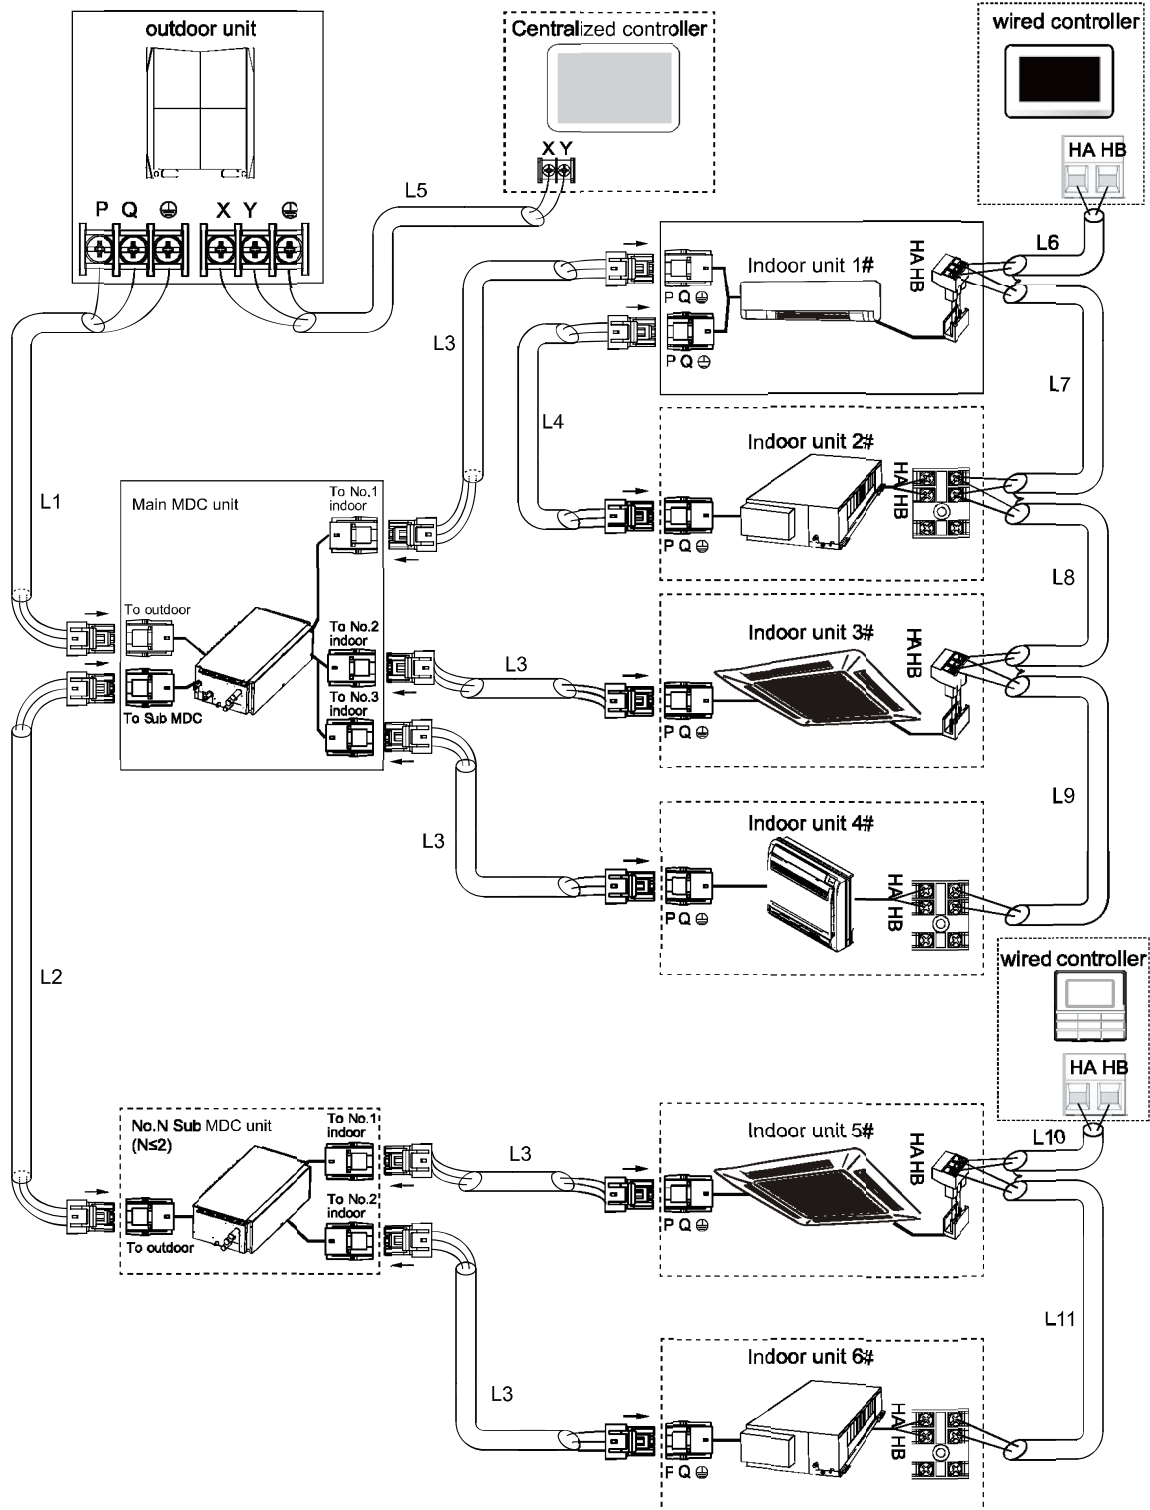 outdoor unit
P Q X Y
Centralized controller
X Y
wired controller
HA HB
L5
L6
Indoor unit 1#
HA HB
P Q
P Q
L3
L4
L7
Indoor unit 2#
HA HB
P Q
L1
Main MDC unit
To No.1
indoor
To outdoor
To No.2
indoor
To No.3
indoor
To Sub MDC
L8
Indoor unit 3#
HA HB
L3
P Q
L9
Indoor unit 4#
HA HB
L3
P Q
L2
wired controller
HA HB
No.N Sub MDC unit
(N≤2)
To No.1
indoor
To No.2
indoor
To outdoor
L3
Indoor unit 5#
HA HB
P Q
L10
L11
Indoor unit 6#
HA HB
L3
F Q